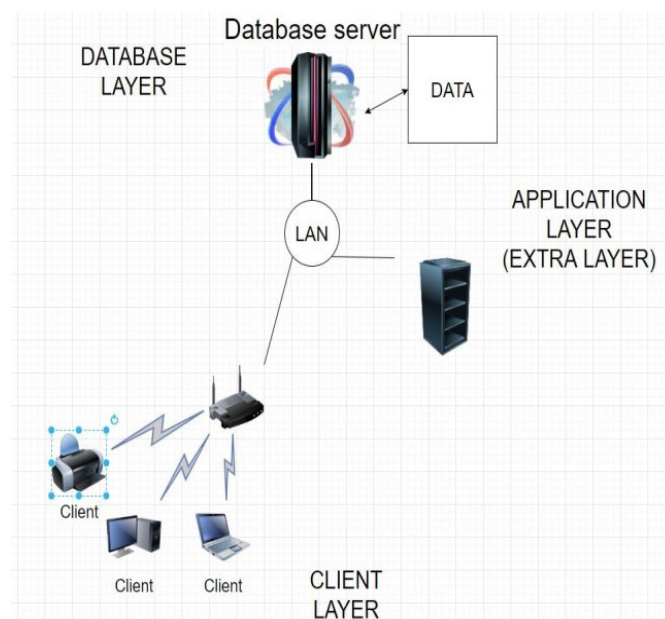 Database server
DATABASE
LAYER
DATA
LAN
APPLICATION
LAYER
(EXTRA LAYER)
Client
Client
Client
CLIENT
LAYER